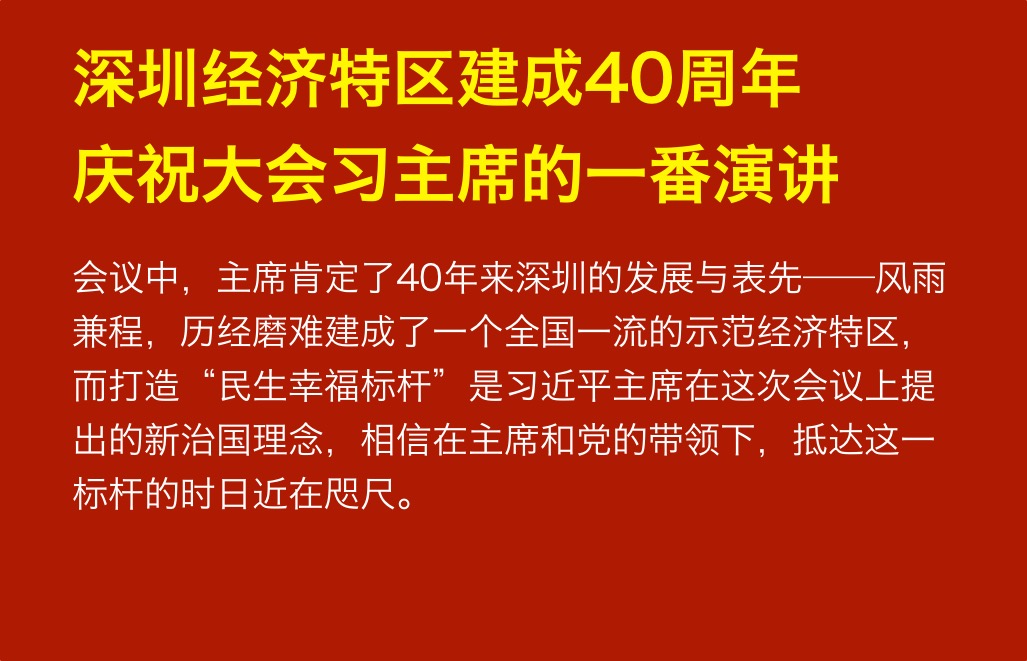 深圳经济特区建成40周年
庆祝大会习主席的一番演讲
会议中，主席肯定了40年来深圳的发展与表先——风雨
兼程，历经磨难建成了一个全国一流的示范经济特区，
而打造“民生幸福标杆”是习近平主席在这次会议上提
出的新治国理念，相信在主席和党的带领下，抵达这一
标杆的时日近在咫尺。